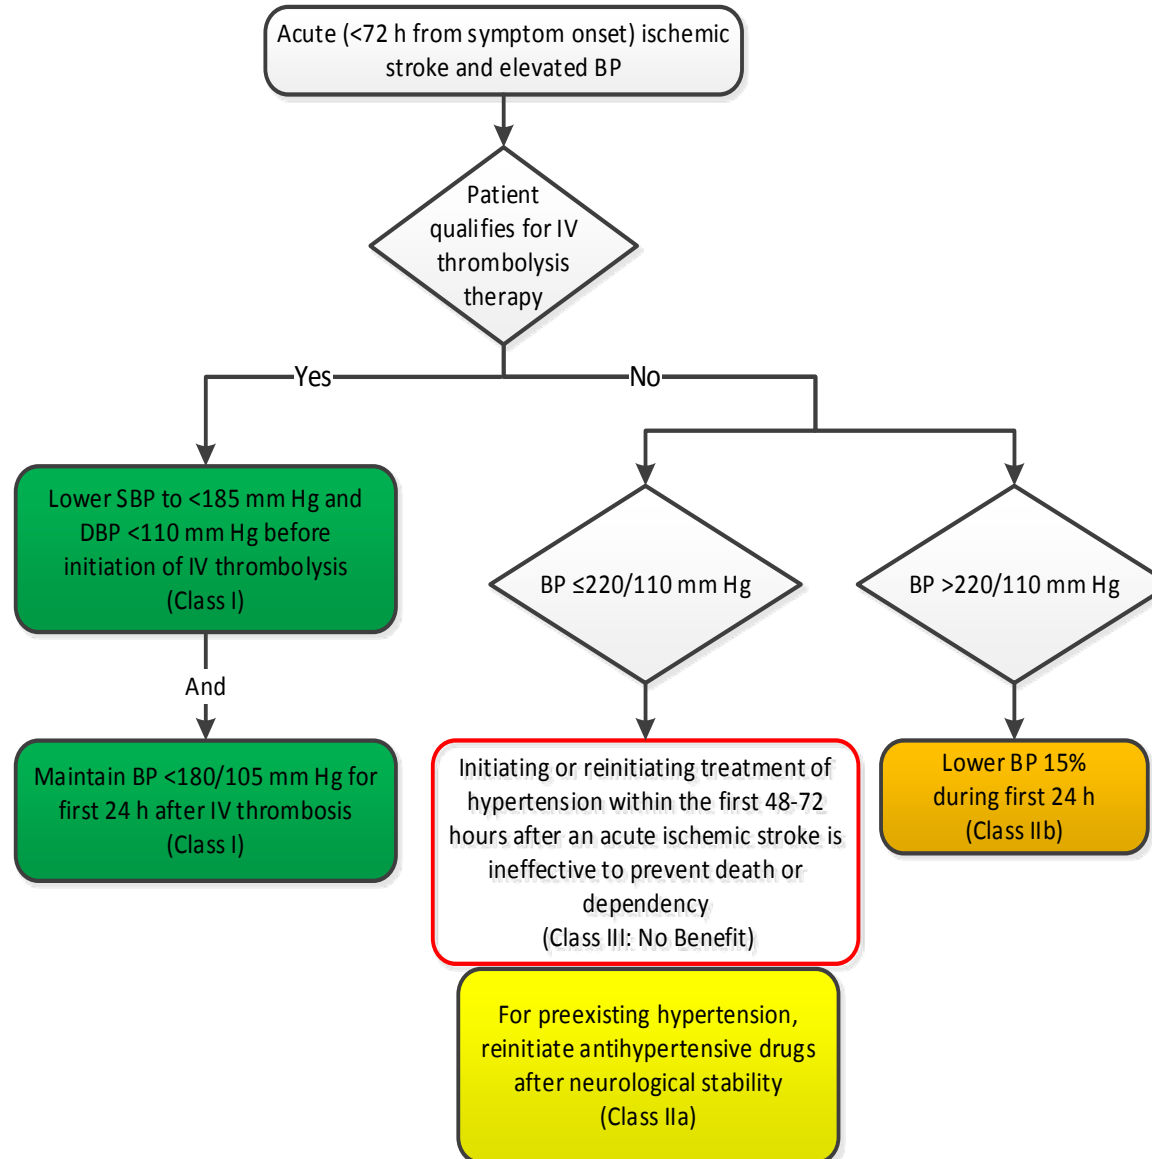 Acute (<72 h from symptom onset) ischemic
stroke and elevated BP
Patient
qualifies for IV
thrombolysis
therapy
Yes
No
Lower SBP to <185 mm Hg and
DBP <110 mm Hg before
initiation of IV thrombolysis
(Class I)
And
Maintain BP <180/105 mm Hg for
first 24 h after IV thrombosis
(Class I)
BP ≤220/110 mm Hg
BP >220/110 mm Hg
Initiating or reinitiating treatment of
hypertension within the first 48-72
hours after an acute ischemic stroke is
ineffective to prevent death or
dependency
(Class III: No Benefit)
Lower BP 15%
during first 24 h
(Class IIb)
For preexisting hypertension,
reinitiate antihypertensive drugs
after neurological stability
(Class IIa)